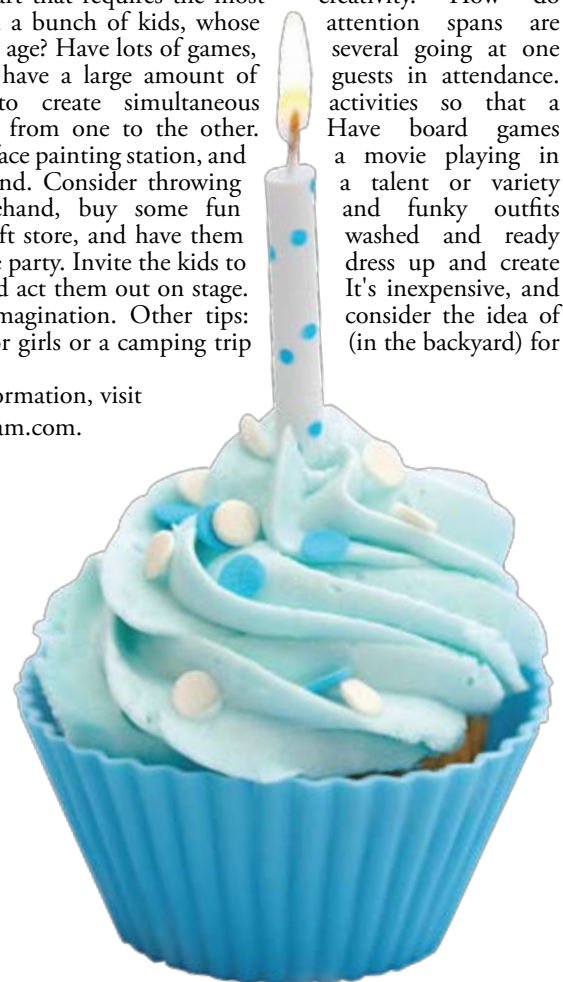 that requires the most creativity. How do
a bunch of kids, whose attention spans are
age? Have lots of games, several going at one
have a large amount of guests in attendance.
to create simultaneous activities so that a
from one to the other. Have board games
ace painting station, and a movie playing in
nd. Consider throwing a talent or variety
ehand, buy some fun and funky outfits
ft store, and have them washed and ready
e party. Invite the kids to dress up and create
d act them out on stage. It's inexpensive, and
magination. Other tips: consider the idea of
or girls or a camping trip (in the backyard) for
ormation, visit
am.com.